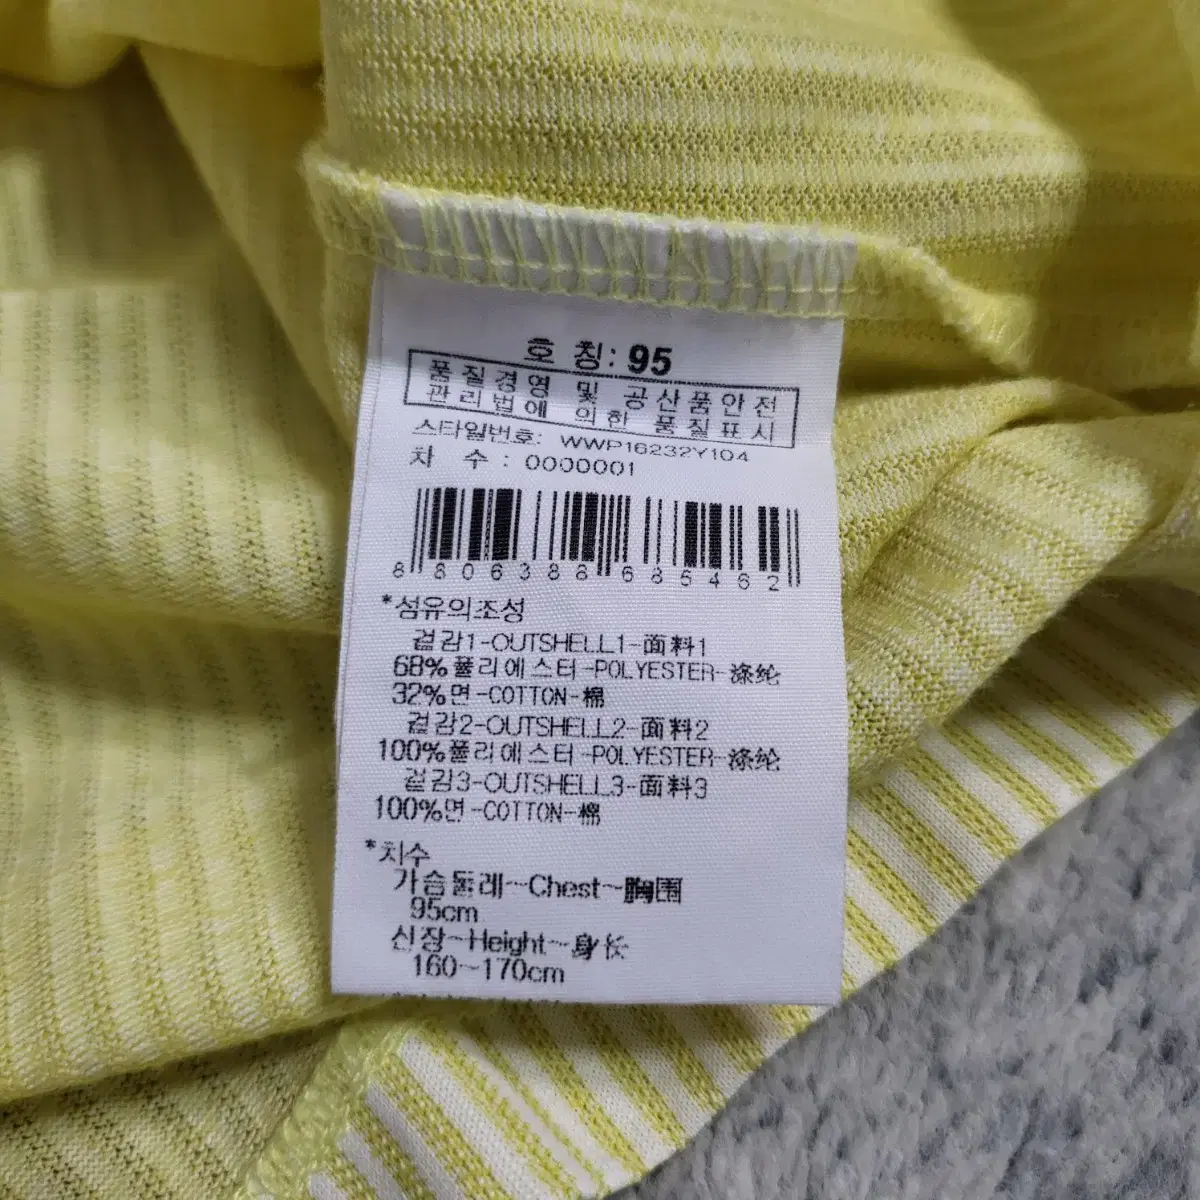 호 칭: 95
품질경영 및 공산품안전
관리법에 의한 품질표시
스타일번호: WWP16232Y104
차 수: 0000001
8806388685462
*섬유의조성
겉감1-OUTSHELL1-面料1
68%폴리에스터-POLYESTER-涤纶
32%면-COTTON-棉
겉감2-OUTSHELL2-面料2
100%폴리에스터-POLYESTER-涤纶
겉감3-OUTSHELL3-面料3
100%면-COTTON-棉
*치수
가슴둘레~Chest~胸围
95cm
신장~Height~身长
160~170cm